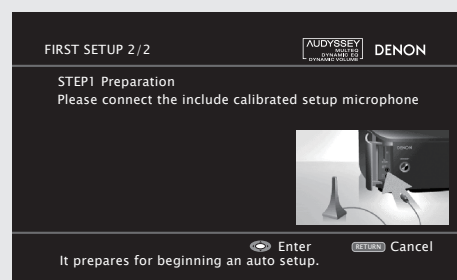 FIRST SETUP 2/2
AUDYSSEY
MULTEQ
DYNAMIC EQ
DYNAMIC VOLUME
DENON
STEP1 Preparation
Please connect the include calibrated setup microphone
DENON
Enter
RETURN Cancel
It prepares for beginning an auto setup.